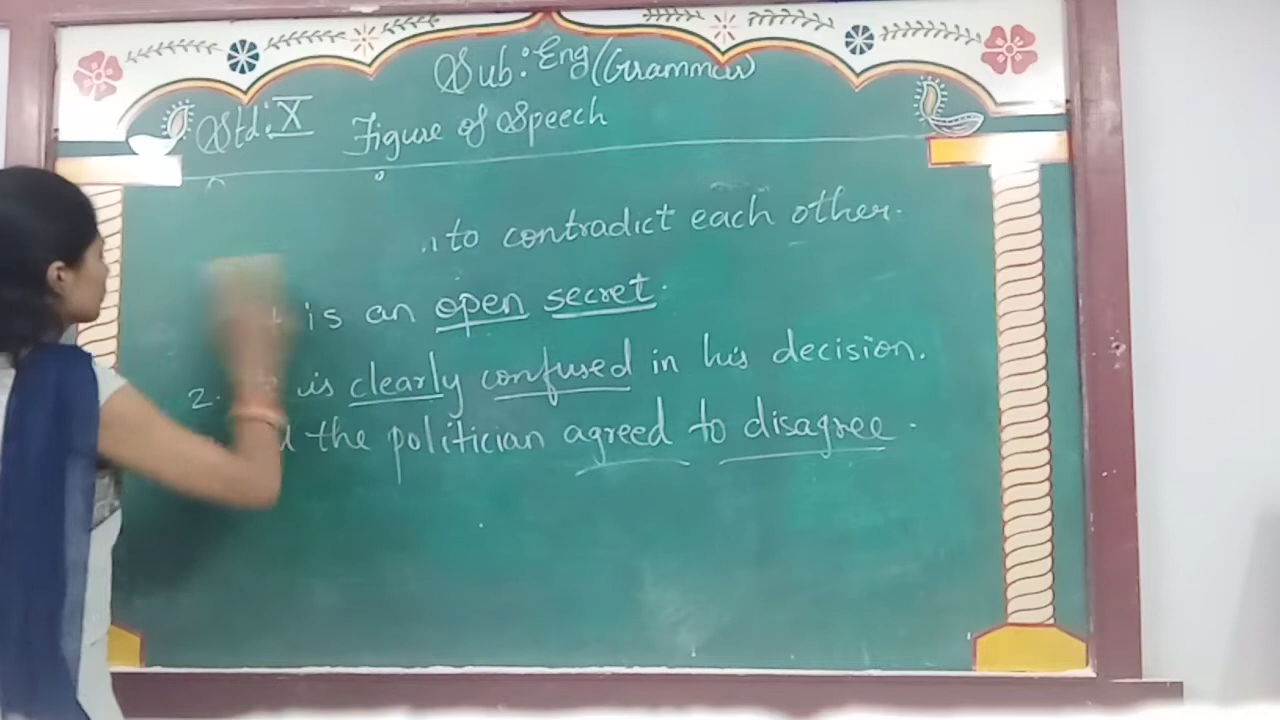 Sub: Eng (Grammar)
Std: X Figure of Speech
to contradict each other.
is an open secret.
2. is clearly confused in his decision.
the politician agreed to disagree.